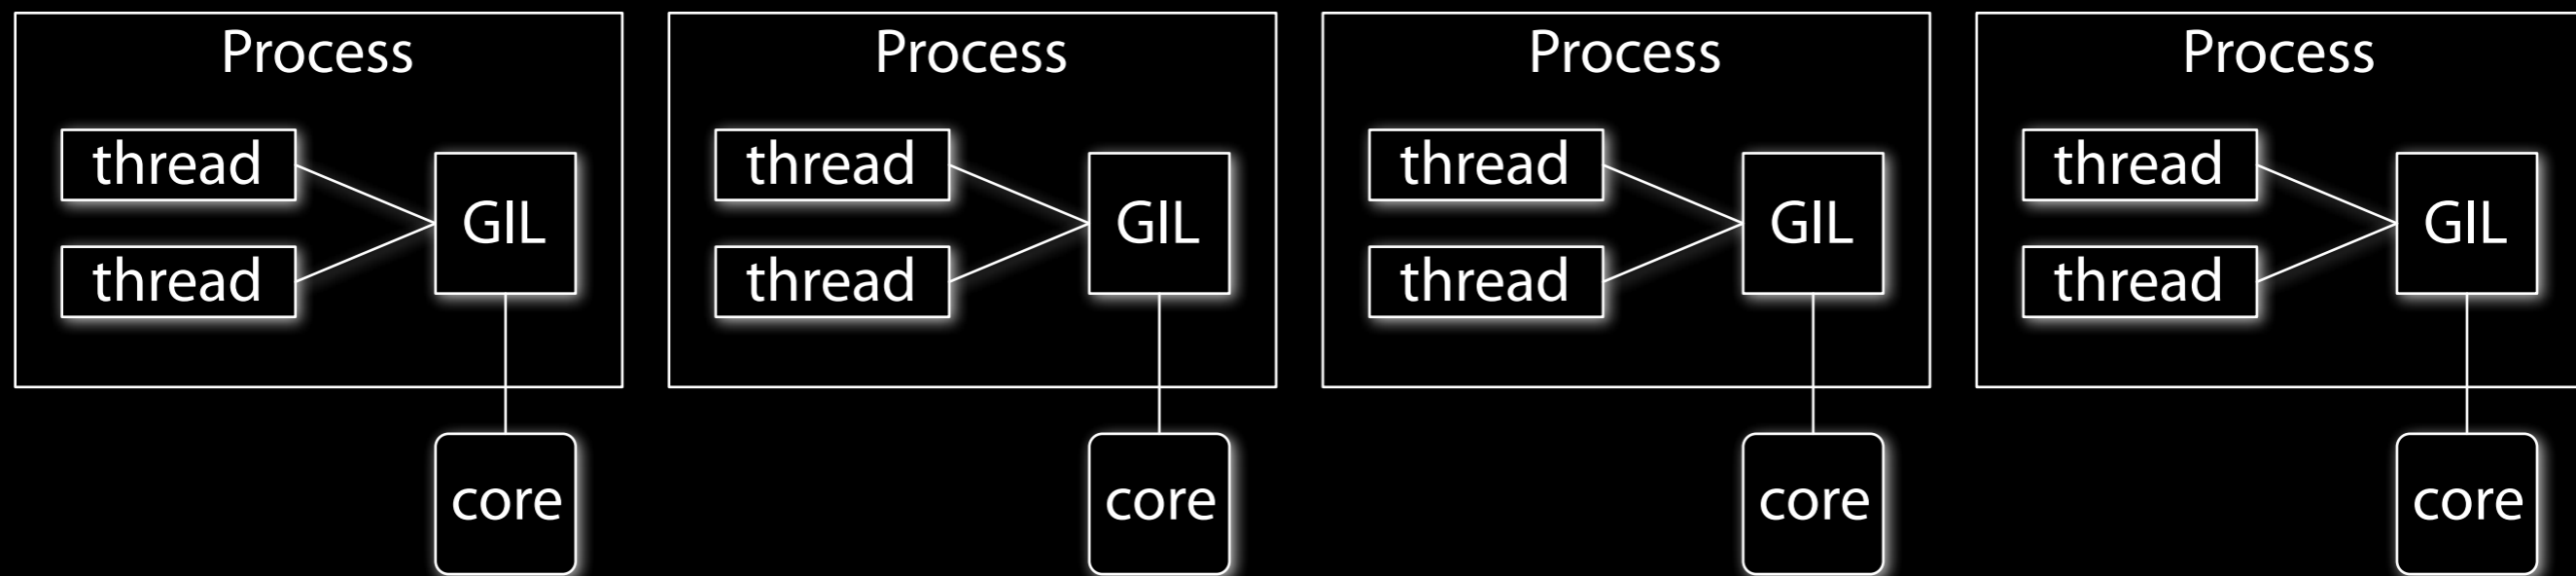 Process
thread
thread
GIL
core
Process
thread
thread
GIL
core
Process
thread
thread
GIL
core
Process
thread
thread
GIL
core